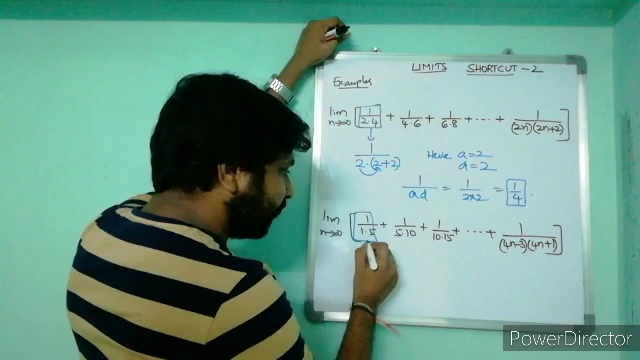 LIMITS SHORTCUT - 2
Examples
lim n→∞ [ 1/2·4 + 1/4·6 + 1/6·8 + ... + 1/(2n)(2n+2) ]
↓
1/2·(2+2) Here a=2
d=2
1/ad = 1/2×2 = 1/4.
lim n→∞ [ 1/1·5 + 1/5·10 + 1/10·15 + ... + 1/(4n-3)(4n+1) ]
PowerDirector